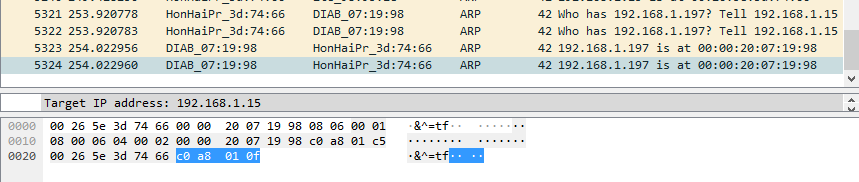 5321 253.920778 HonHaiPr_3d:74:66 DIAB_07:19:98 ARP 42 Who has 192.168.1.197? Tell 192.168.1.15
5322 253.920783 HonHaiPr_3d:74:66 DIAB_07:19:98 ARP 42 Who has 192.168.1.197? Tell 192.168.1.15
5323 254.022956 DIAB_07:19:98 HonHaiPr_3d:74:66 ARP 42 192.168.1.197 is at 00:00:20:07:19:98
5324 254.022960 DIAB_07:19:98 HonHaiPr_3d:74:66 ARP 42 192.168.1.197 is at 00:00:20:07:19:98
Target IP address: 192.168.1.15
0000 00 26 5e 3d 74 66 00 00 20 07 19 98 08 06 00 01 ·&^=tf·· ········
0010 08 00 06 04 00 02 00 00 20 07 19 98 c0 a8 01 c5 ········ ········
0020 00 26 5e 3d 74 66 c0 a8 01 0f ·&^=tf·· ··